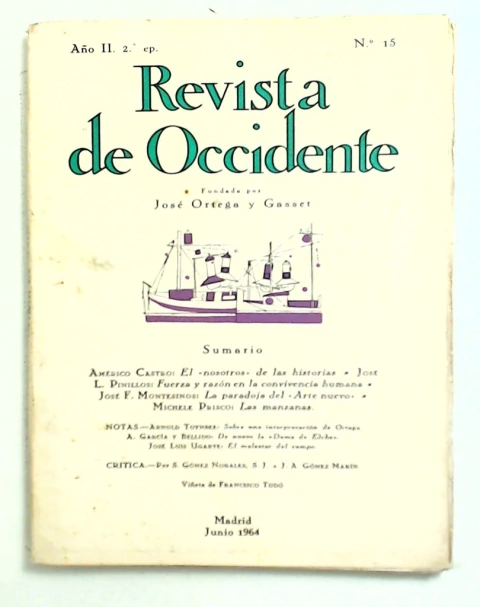 Año II. 2.ª ep.
N.º 15
Revista
de Occidente
Fundada por
José Ortega y Gasset
Sumario
Américo Castro: El «nosotros» de las historias • José
L. Pinillos: Fuerza y razón en la convivencia humana •
José F. Montesinos: La paradoja del «Arte nuevo» •
Michele Prisco: Las manzanas.
NOTAS.—Arnold Toynbee: Sobre una interpretación de Ortega
A. García y Bellido: De nuevo la «Dama de Elche»
José Luis Ugarte: El malestar del campo
CRITICA.—Por S. Gómez Nogales, S. J. • J. A. Gómez Marín
Viñeta de Francisco Todó
Madrid
Junio 1964